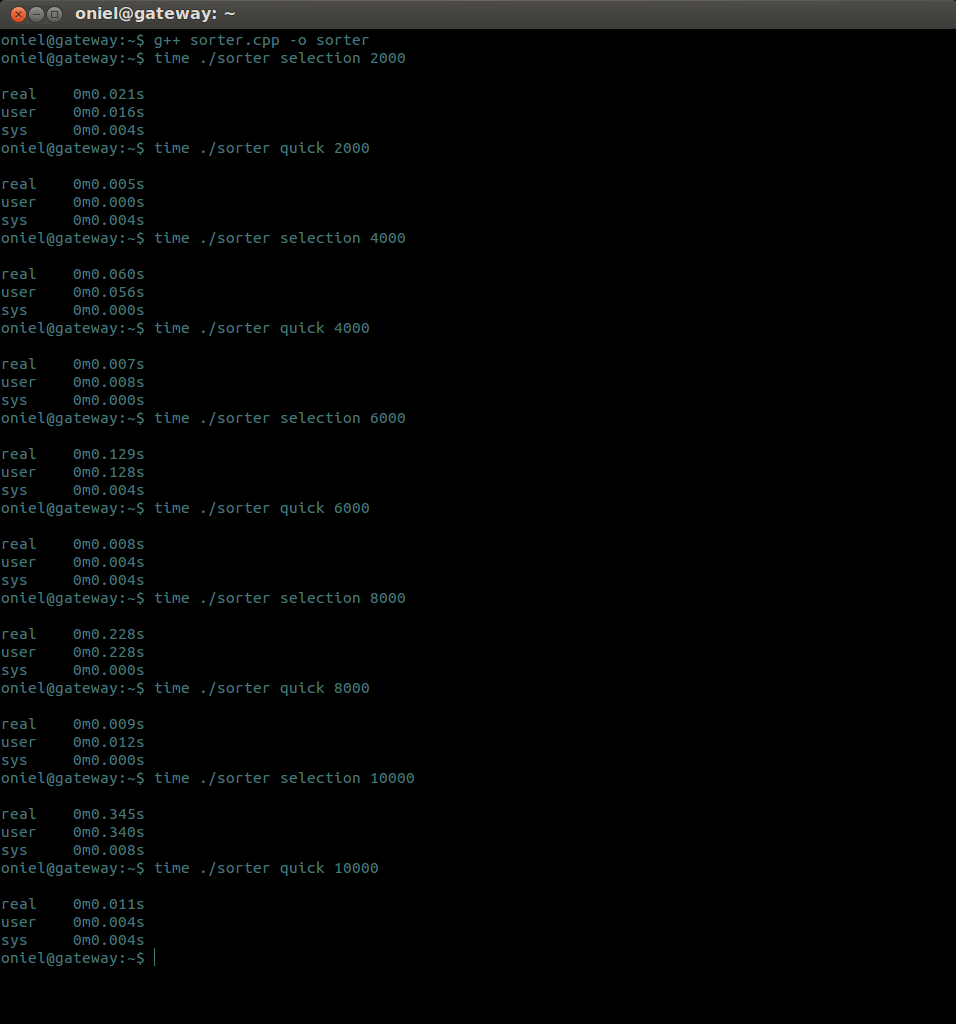 oniel@gateway: ~
oniel@gateway:~$ g++ sorter.cpp -o sorter
oniel@gateway:~$ time ./sorter selection 2000
real    0m0.021s
user    0m0.016s
sys     0m0.004s
oniel@gateway:~$ time ./sorter quick 2000
real    0m0.005s
user    0m0.000s
sys     0m0.004s
oniel@gateway:~$ time ./sorter selection 4000
real    0m0.060s
user    0m0.056s
sys     0m0.000s
oniel@gateway:~$ time ./sorter quick 4000
real    0m0.007s
user    0m0.008s
sys     0m0.000s
oniel@gateway:~$ time ./sorter selection 6000
real    0m0.129s
user    0m0.128s
sys     0m0.004s
oniel@gateway:~$ time ./sorter quick 6000
real    0m0.008s
user    0m0.004s
sys     0m0.004s
oniel@gateway:~$ time ./sorter selection 8000
real    0m0.228s
user    0m0.228s
sys     0m0.000s
oniel@gateway:~$ time ./sorter quick 8000
real    0m0.009s
user    0m0.012s
sys     0m0.000s
oniel@gateway:~$ time ./sorter selection 10000
real    0m0.345s
user    0m0.340s
sys     0m0.008s
oniel@gateway:~$ time ./sorter quick 10000
real    0m0.011s
user    0m0.004s
sys     0m0.004s
oniel@gateway:~$